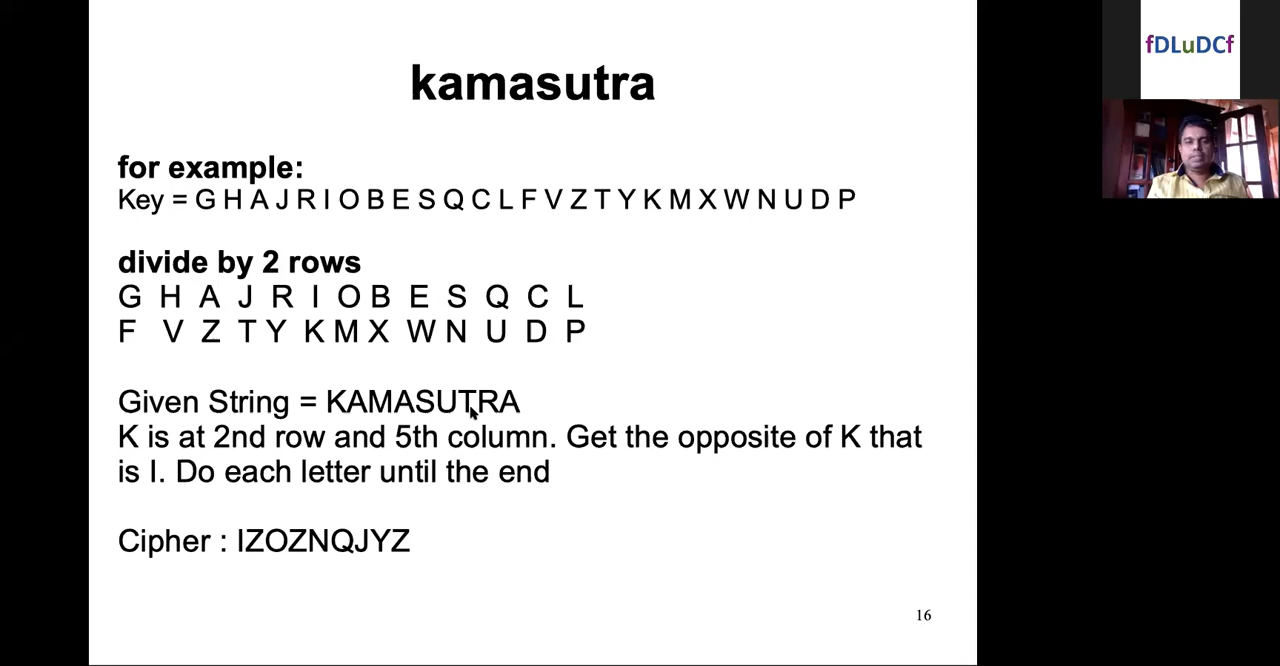 kamasutra
for example:
Key = G H A J R I O B E S Q C L F V Z T Y K M X W N U D P
divide by 2 rows
G H A J R I O B E S Q C L
F V Z T Y K M X W N U D P
Given String = KAMASUTRA
K is at 2nd row and 5th column. Get the opposite of K that
is I. Do each letter until the end
Cipher : IZOZNQJYZ
16
fDLuDCf